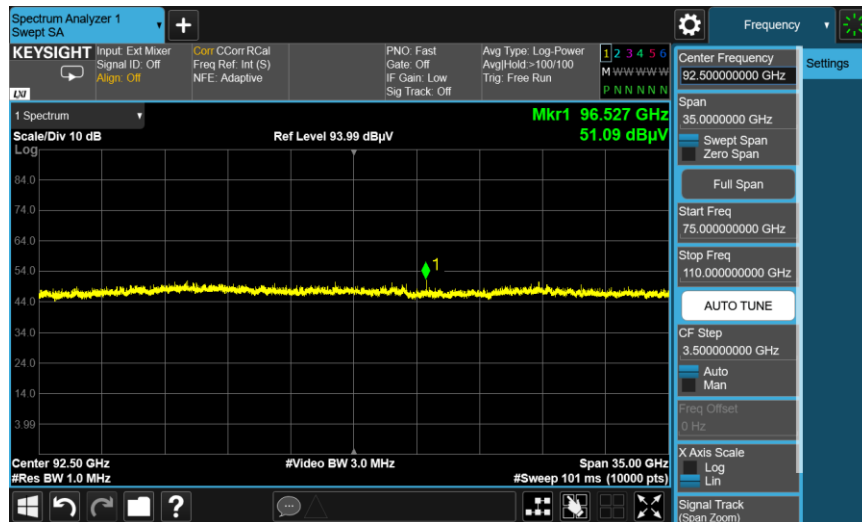 Spectrum Analyzer 1
Swept SA
Frequency
KEYSIGHT
LXI
Input: Ext Mixer
Signal ID: Off
Align: Off
Corr CCorr RCal
Freq Ref: Int (S)
NFE: Adaptive
PNO: Fast
Gate: Off
IF Gain: Low
Sig Track: Off
Avg Type: Log-Power
Avg|Hold:>100/100
Trig: Free Run
1 2 3 4 5 6
M W W W W W
P N N N N N
1 Spectrum
Scale/Div 10 dB
Ref Level 93.99 dBµV
Mkr1 96.527 GHz
51.09 dBµV
Log
84.0
74.0
64.0
54.0
44.0
34.0
24.0
14.0
3.99
1
Center 92.50 GHz
#Res BW 1.0 MHz
#Video BW 3.0 MHz
Span 35.00 GHz
#Sweep 101 ms (10000 pts)
Center Frequency
92.500000000 GHz
Settings
Span
35.0000000 GHz
Swept Span
Zero Span
Full Span
Start Freq
75.000000000 GHz
Stop Freq
110.000000000 GHz
AUTO TUNE
CF Step
3.500000000 GHz
Auto
Man
Freq Offset
0 Hz
X Axis Scale
Log
Lin
Signal Track
(Span Zoom)